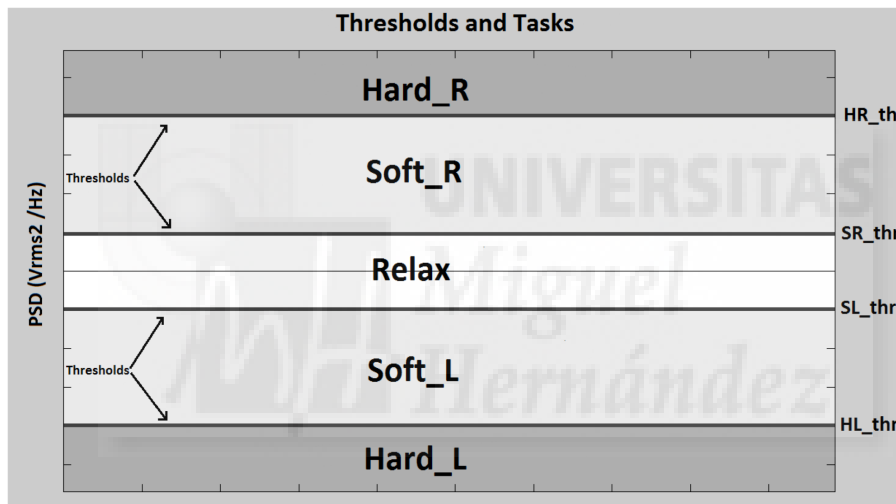 Thresholds and Tasks
Hard_R
HR_th
Thresholds
Soft_R
UNIVERSITAS
SR_thr
PSD (Vrms2 /Hz)
Relax
Miguel
SL_thr
Thresholds
Soft_L
Hernández
HL_thr
Hard_L